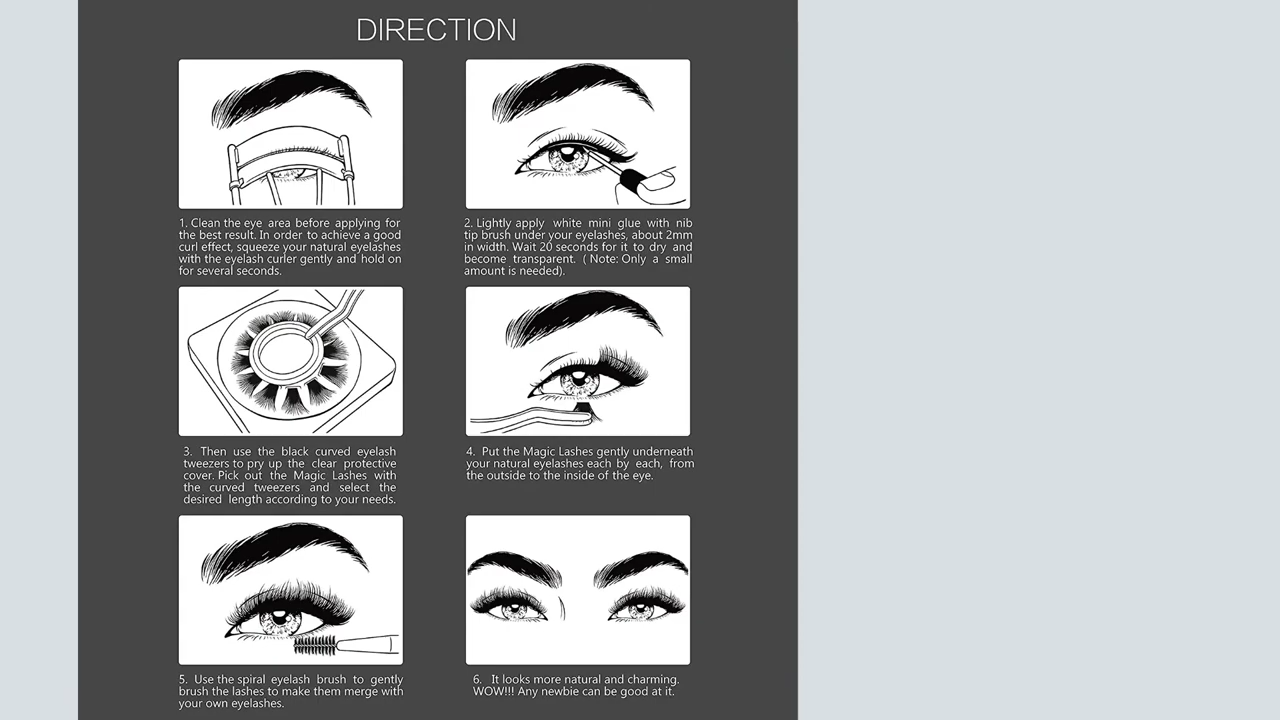 DIRECTION
1. Clean the eye area before applying for
the best result. In order to achieve a good
curl effect, squeeze your natural eyelashes
with the eyelash curler gently and hold on
for several seconds.
2. Lightly apply white mini glue with nib
tip brush under your eyelashes, about 2mm
in width. Wait 20 seconds for it to dry and
become transparent. ( Note: Only a small
amount is needed).
3. Then use the black curved eyelash
tweezers to pry up the clear protective
cover. Pick out the Magic Lashes with
the curved tweezers and select the
desired length according to your needs.
4. Put the Magic Lashes gently underneath
your natural eyelashes each by each, from
the outside to the inside of the eye.
5. Use the spiral eyelash brush to gently
brush the lashes to make them merge with
your own eyelashes.
6. It looks more natural and charming.
WOW!!! Any newbie can be good at it.